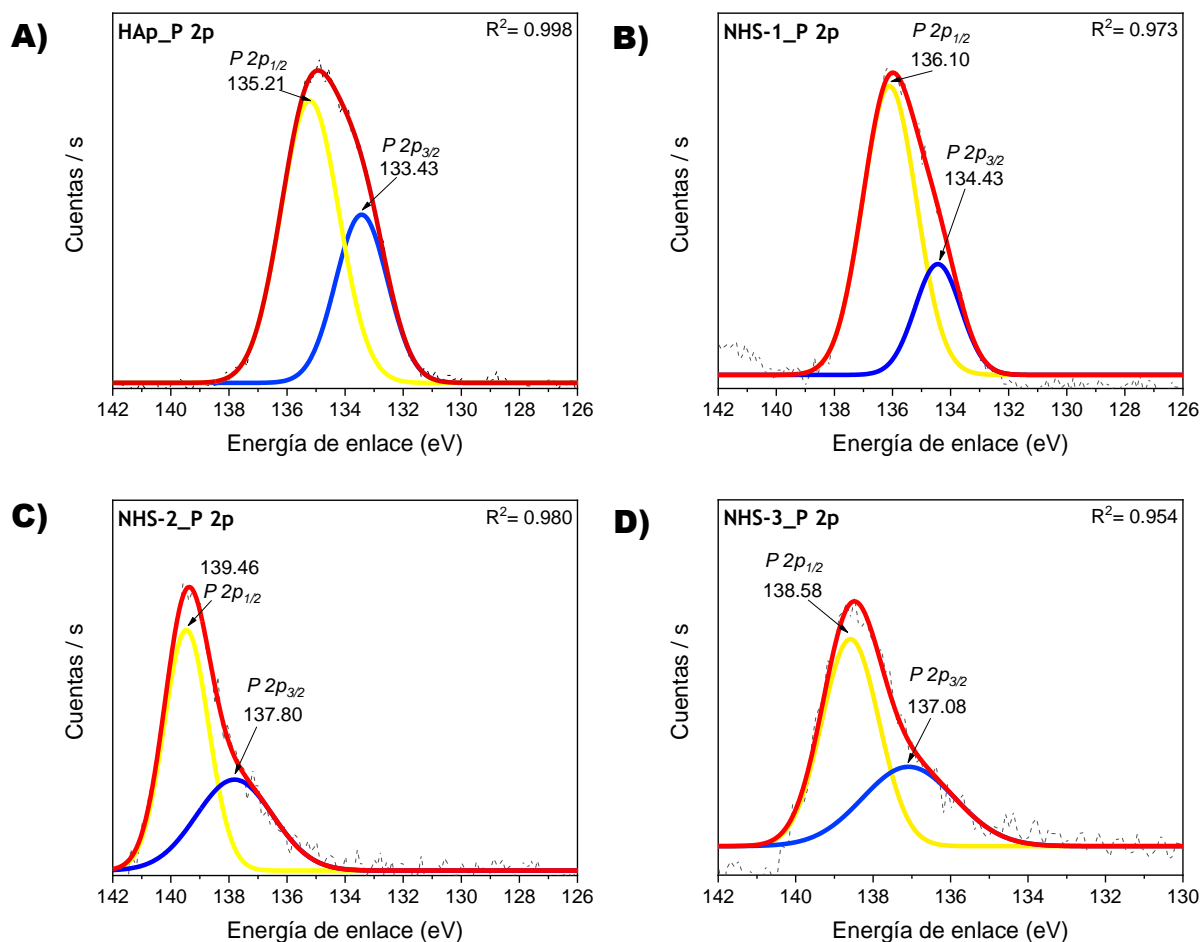 A)
HAp_P 2p
R²= 0.998
P 2p₁/₂
135.21
P 2p₃/₂
133.43
Cuentas / s
142 140 138 136 134 132 130 128 126
Energía de enlace (eV)
B)
NHS-1_P 2p
R²= 0.973
P 2p₁/₂
136.10
P 2p₃/₂
134.43
Cuentas / s
142 140 138 136 134 132 130 128 126
Energía de enlace (eV)
C)
NHS-2_P 2p
R²= 0.980
139.46
P 2p₁/₂
P 2p₃/₂
137.80
Cuentas / s
142 140 138 136 134 132 130 128 126
Energía de enlace (eV)
D)
NHS-3_P 2p
R²= 0.954
P 2p₁/₂
138.58
P 2p₃/₂
137.08
Cuentas / s
142 140 138 136 134 132 130
Energía de enlace (eV)